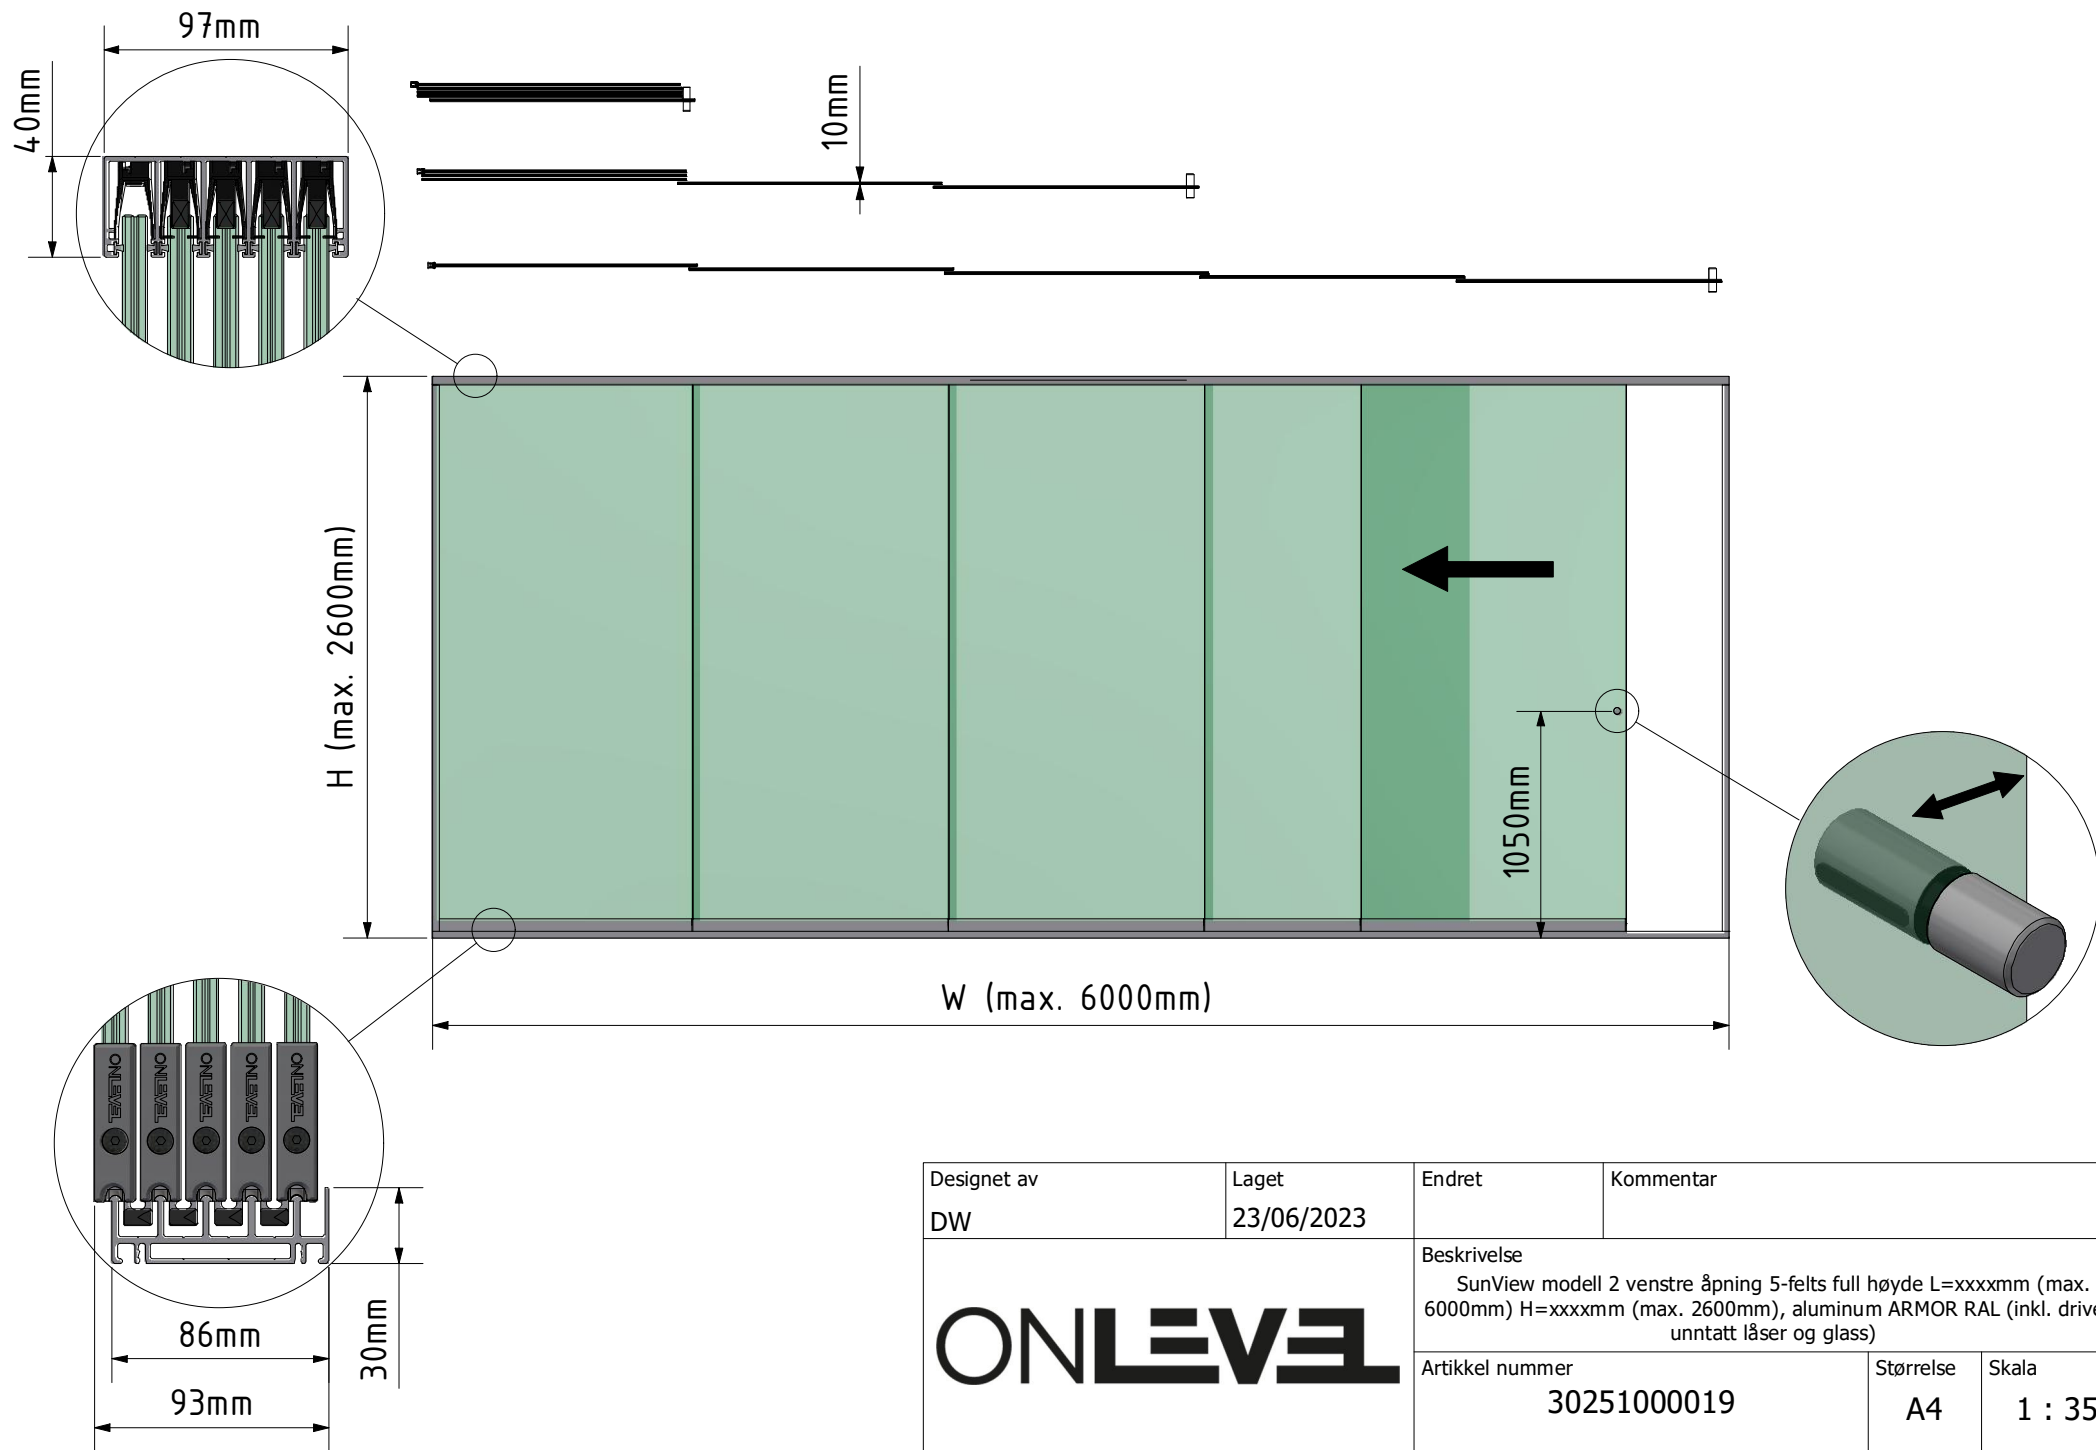 97mm
40mm
10mm
H (max. 2600mm)
1050mm
W (max. 6000mm)
ONLEVEL
ONLEVEL
ONLEVEL
ONLEVEL
ONLEVEL
30mm
86mm
93mm
Designet av
DW
Laget
23/06/2023
Endret
Kommentar
ONLEVEL
Beskrivelse
SunView modell 2 venstre åpning 5-felts full høyde L=xxxxmm (max.
6000mm) H=xxxxmm (max. 2600mm), aluminum ARMOR RAL (inkl. drive
unntatt låser og glass)
Artikkel nummer
30251000019
Størrelse
A4
Skala
1 : 35